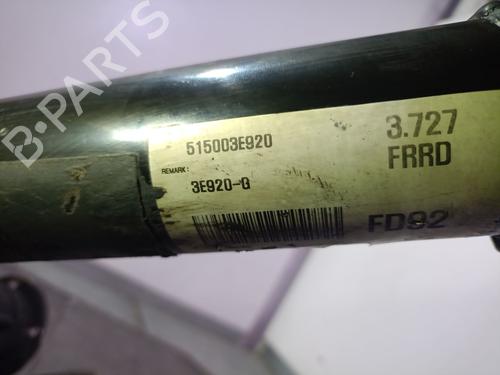 B-PARTS
515003E920
REMARK:
3E920-Q
3.727
FRRD
FD92